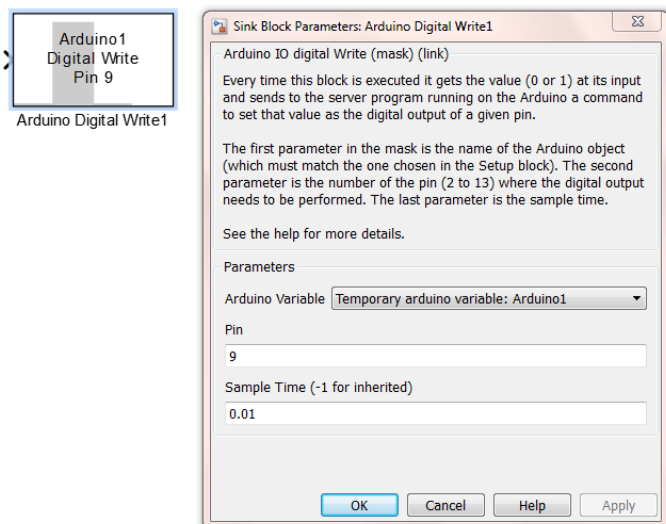 Arduino1
Digital Write
Pin 9
Arduino Digital Write1
Sink Block Parameters: Arduino Digital Write1
Arduino IO digital Write (mask) (link)
Every time this block is executed it gets the value (0 or 1) at its input
and sends to the server program running on the Arduino a command
to set that value as the digital output of a given pin.
The first parameter in the mask is the name of the Arduino object
(which must match the one chosen in the Setup block). The second
parameter is the number of the pin (2 to 13) where the digital output
needs to be performed. The last parameter is the sample time.
See the help for more details.
Parameters
Arduino Variable Temporary arduino variable: Arduino1
Pin
9
Sample Time (-1 for inherited)
0.01
OK Cancel Help Apply